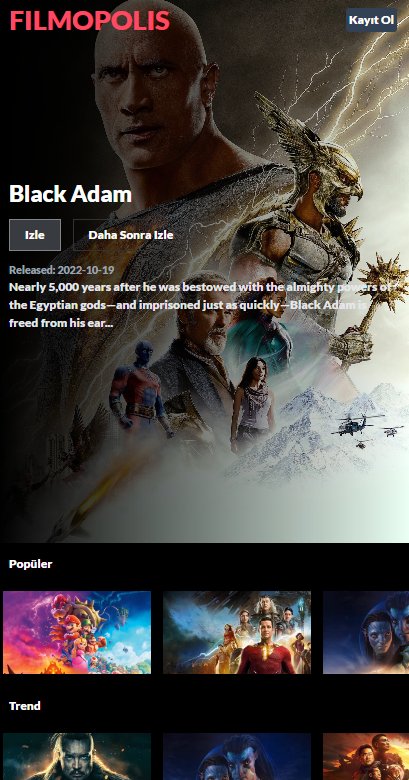 FILMOPOLIS
Kayıt Ol
Black Adam
Izle
Daha Sonra Izle
Released: 2022-10-19
Nearly 5,000 years after he was bestowed with the almighty powers of
the Egyptian gods—and imprisoned just as quickly—Black Adam is
freed from his ear...
Popüler
Trend